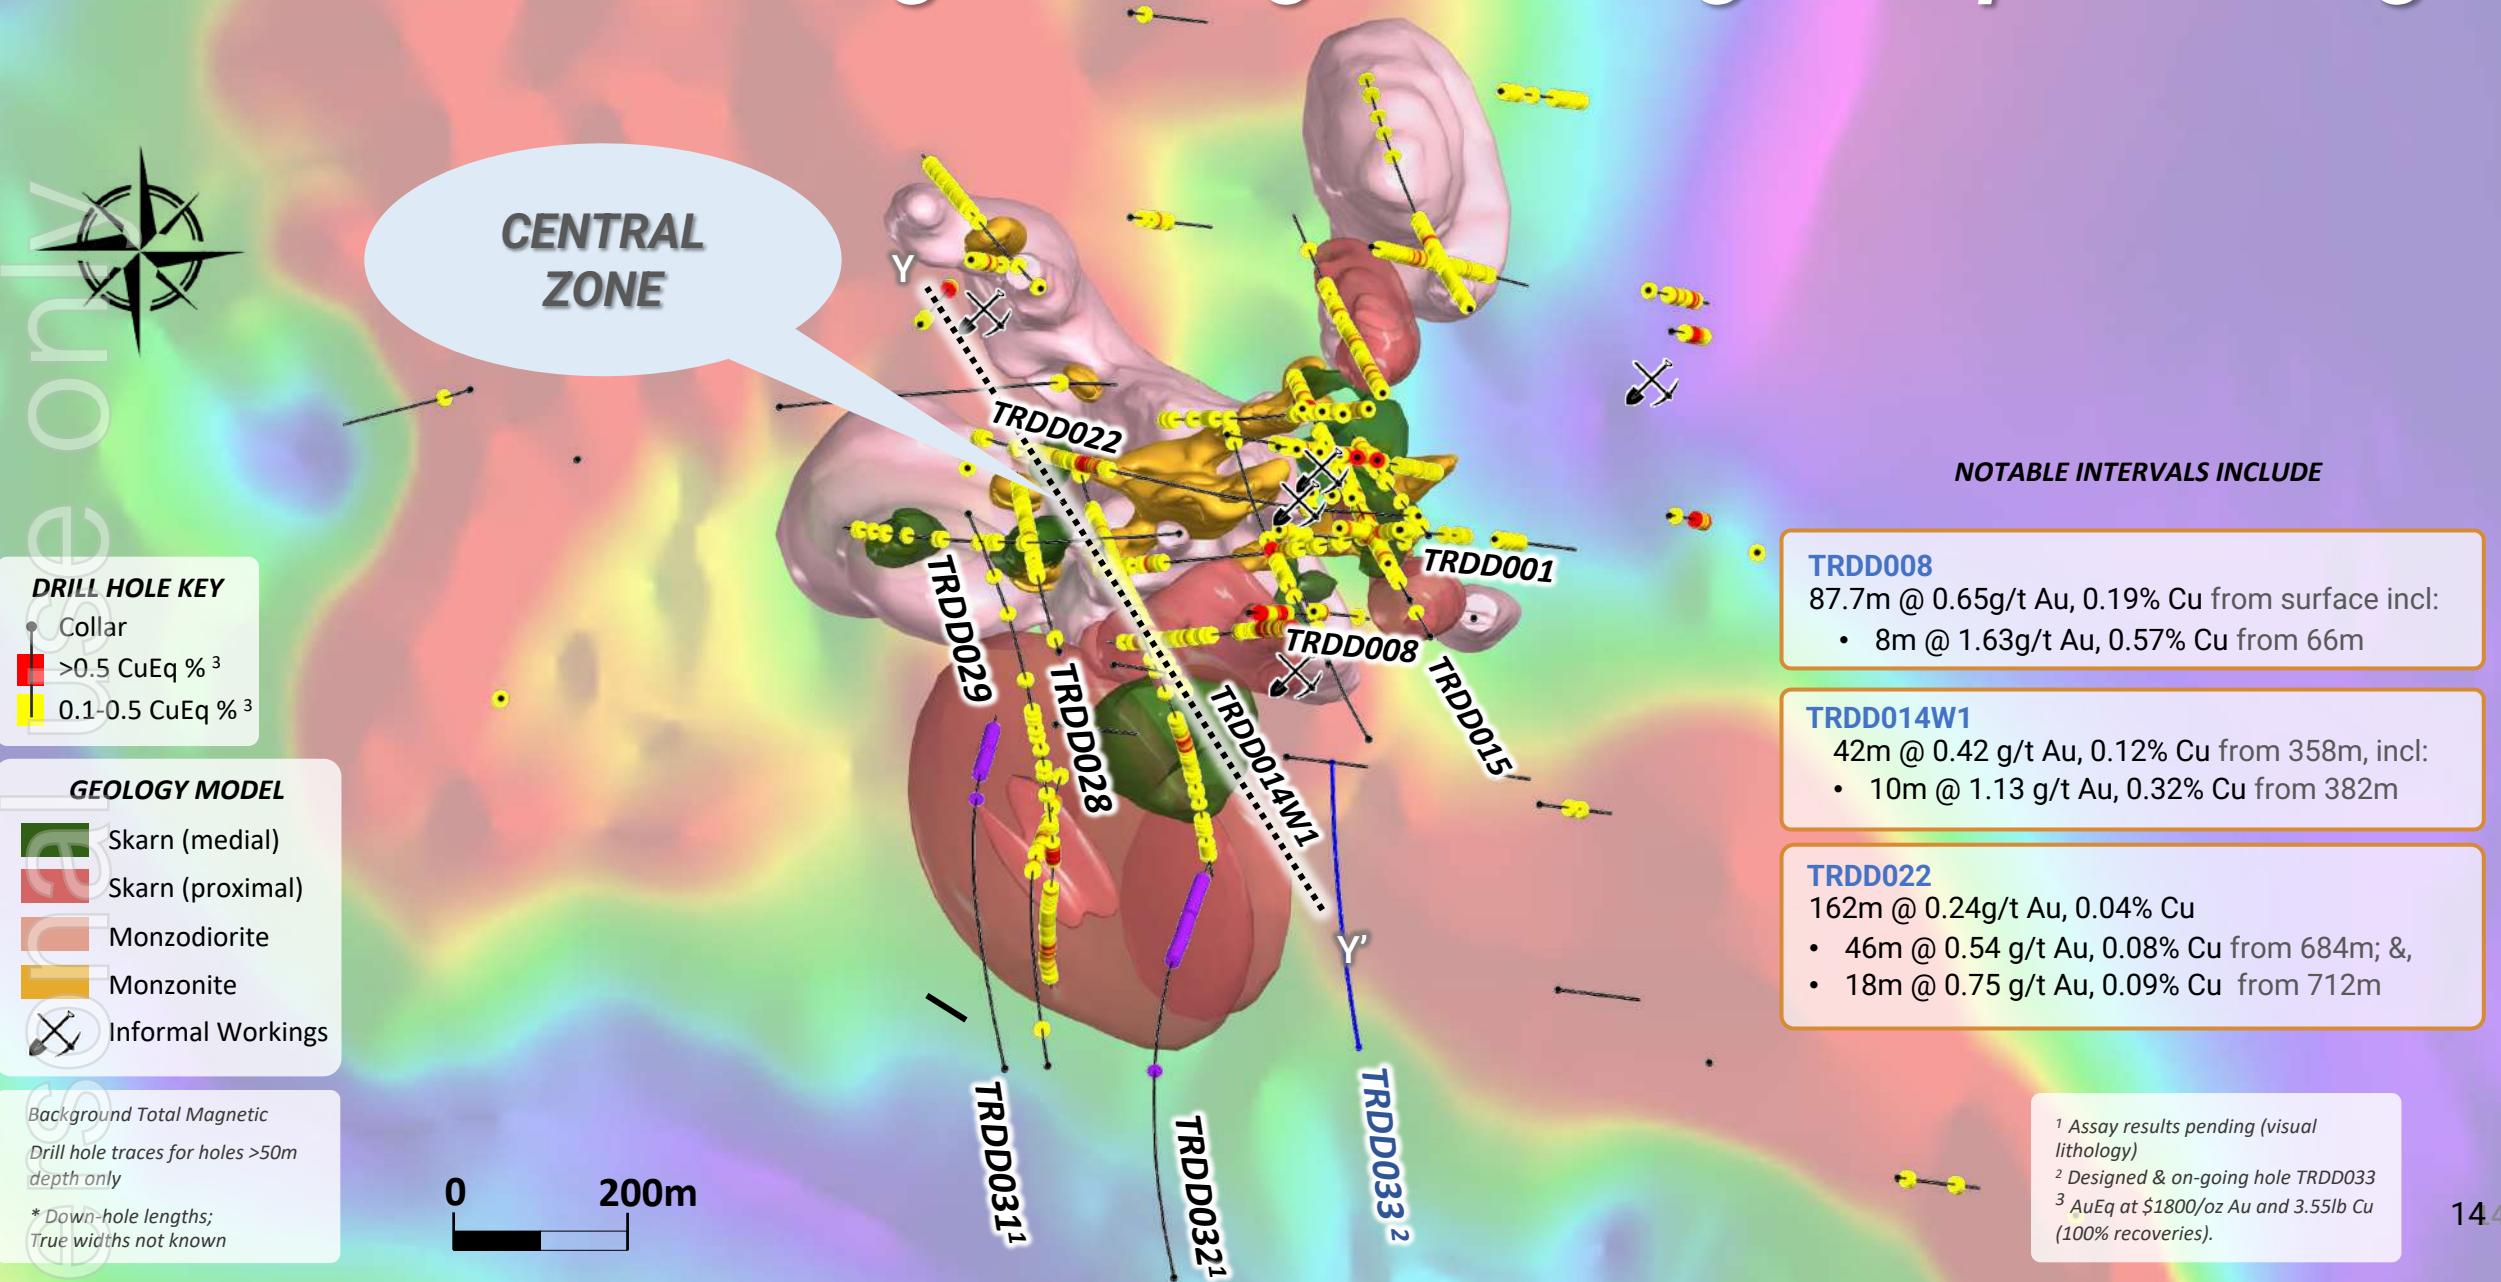 CENTRAL
ZONE
Y
TRDD022
TRDD001
TRDD008
TRDD029
TRDD028
TRDD014W1
TRDD015
Y'
TRDD031¹
TRDD032¹
TRDD033 ²
DRILL HOLE KEY
Collar
>0.5 CuEq % ³
0.1-0.5 CuEq % ³
GEOLOGY MODEL
Skarn (medial)
Skarn (proximal)
Monzodiorite
Monzonite
Informal Workings
Background Total Magnetic
Drill hole traces for holes >50m
depth only
* Down-hole lengths;
True widths not known
0 200m
NOTABLE INTERVALS INCLUDE
TRDD008
87.7m @ 0.65g/t Au, 0.19% Cu from surface incl:
• 8m @ 1.63g/t Au, 0.57% Cu from 66m
TRDD014W1
42m @ 0.42 g/t Au, 0.12% Cu from 358m, incl:
• 10m @ 1.13 g/t Au, 0.32% Cu from 382m
TRDD022
162m @ 0.24g/t Au, 0.04% Cu
• 46m @ 0.54 g/t Au, 0.08% Cu from 684m; &,
• 18m @ 0.75 g/t Au, 0.09% Cu from 712m
¹ Assay results pending (visual
lithology)
² Designed & on-going hole TRDD033
³ AuEq at $1800/oz Au and 3.55lb Cu
(100% recoveries).
14
ersonal use only